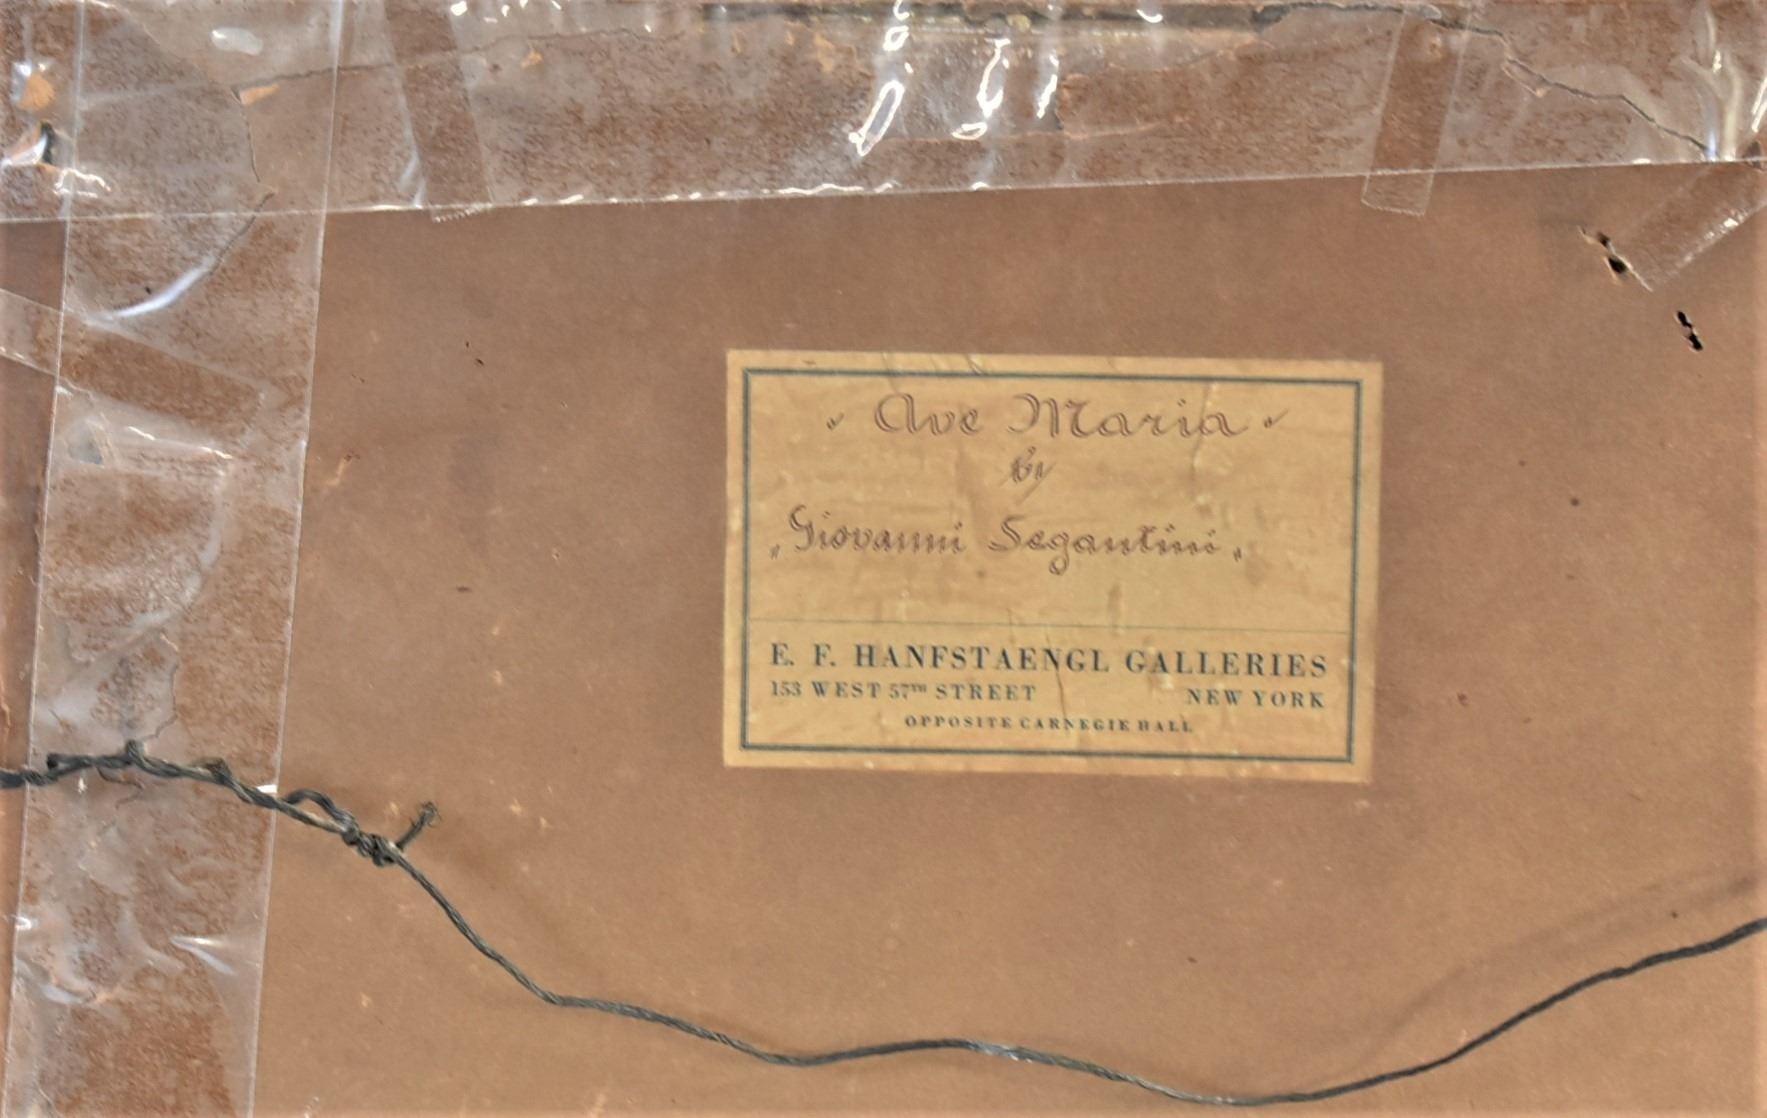 " Ave Maria "
by
„ Giovanni Segantini „
E. F. HANFSTAENGL GALLERIES
153 WEST 57TH STREET NEW YORK
OPPOSITE CARNEGIE HALL